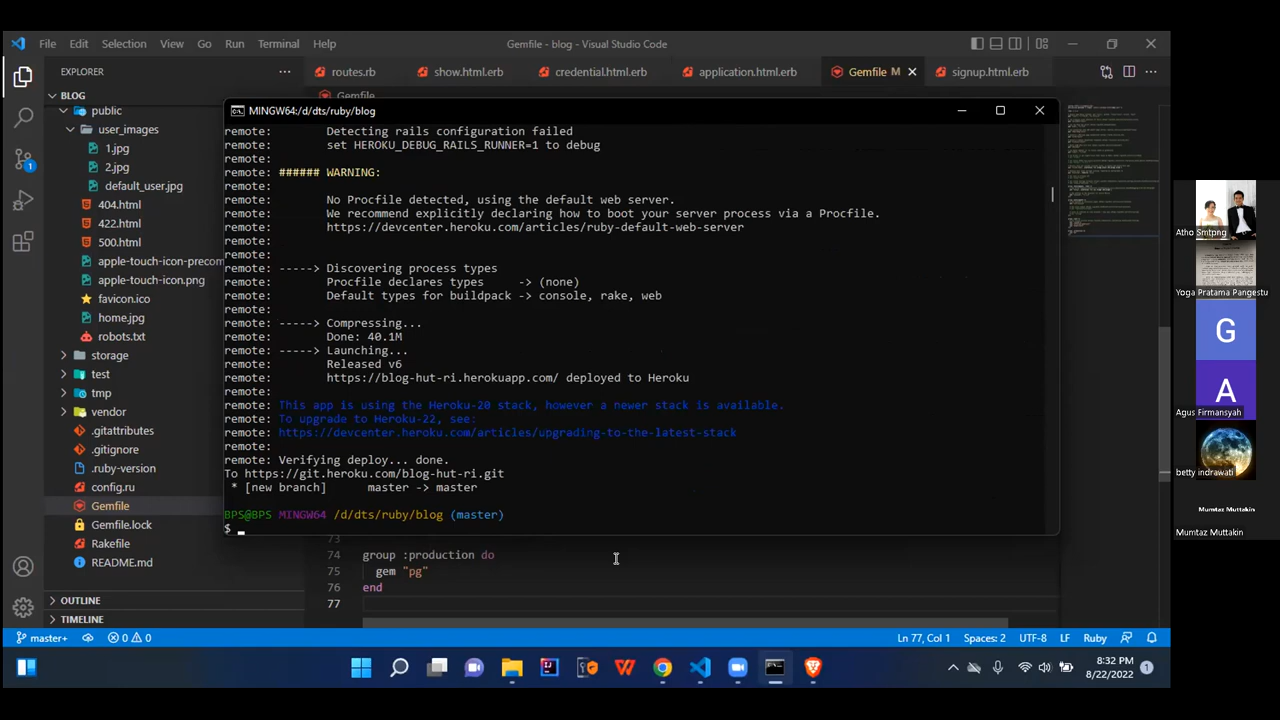 File Edit Selection View Go Run Terminal Help
Gemfile - blog - Visual Studio Code
EXPLORER
routes.rb
show.html.erb
credential.html.erb
application.html.erb
Gemfile M
signup.html.erb
BLOG
Gemfile
public
user_images
1.jpg
2.jpg
default_user.jpg
404.html
422.html
500.html
apple-touch-icon-precom
apple-touch-icon.png
favicon.ico
home.jpg
robots.txt
storage
test
tmp
vendor
.gitattributes
.gitignore
.ruby-version
config.ru
Gemfile
Gemfile.lock
Rakefile
README.md
OUTLINE
TIMELINE
MINGW64:/d/dts/ruby/blog
remote: Detecting rails configuration failed
remote: set HEROKU_DEBUG_RAILS_RUNNER=1 to debug
remote:
remote: ###### WARNING:
remote:
remote: No Procfile detected, using the default web server.
remote: We recommend explicitly declaring how to boot your server process via a Procfile.
remote: https://devcenter.heroku.com/articles/ruby-default-web-server
remote:
remote:
remote: -----> Discovering process types
remote: Procfile declares types -> (none)
remote: Default types for buildpack -> console, rake, web
remote:
remote: -----> Compressing...
remote: Done: 40.1M
remote: -----> Launching...
remote: Released v6
remote: https://blog-hut-ri.herokuapp.com/ deployed to Heroku
remote:
remote: This app is using the Heroku-20 stack, however a newer stack is available.
remote: To upgrade to Heroku-22, see:
remote: https://devcenter.heroku.com/articles/upgrading-to-the-latest-stack
remote:
remote: Verifying deploy... done.
To https://git.heroku.com/blog-hut-ri.git
* [new branch] master -> master
BPS@BPS MINGW64 /d/dts/ruby/blog (master)
$
73
74 group :production do
75 gem "pg"
76 end
77
master+ 0 0
Ln 77, Col 1 Spaces: 2 UTF-8 LF Ruby
8:32 PM
8/22/2022
1
Atho Smtpng
Yoga Pratama Pangestu
G
A
Agus Firmansyah
betty indrawati
Mumtaz Muttakin
Mumtaz Muttakin